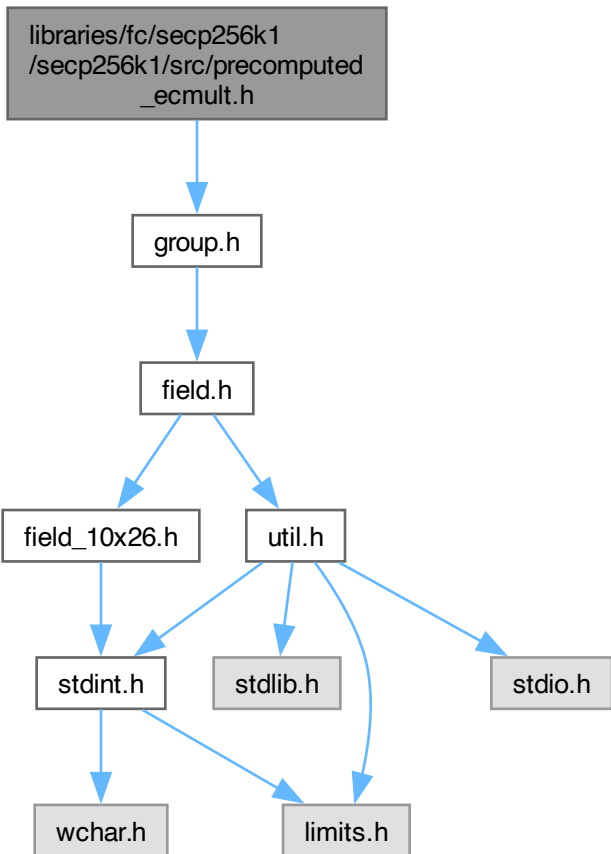 libraries/fc/secp256k1
/secp256k1/src/precomputed
_ecmult.h
group.h
field.h
field_10x26.h
util.h
stdint.h
stdlib.h
stdio.h
wchar.h
limits.h